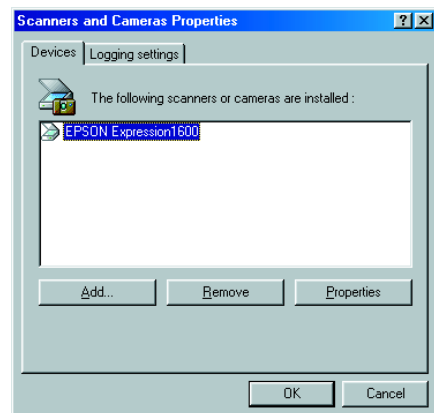 Scanners and Cameras Properties
Devices
Logging settings
The following scanners or cameras are installed :
EPSON Expression1600
Add...
Remove
Properties
OK
Cancel